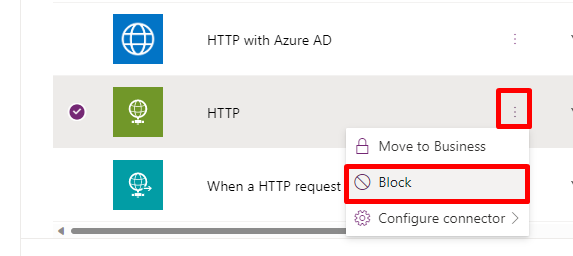 HTTP with Azure AD
HTTP
Move to Business
Block
When a HTTP request
Configure connector